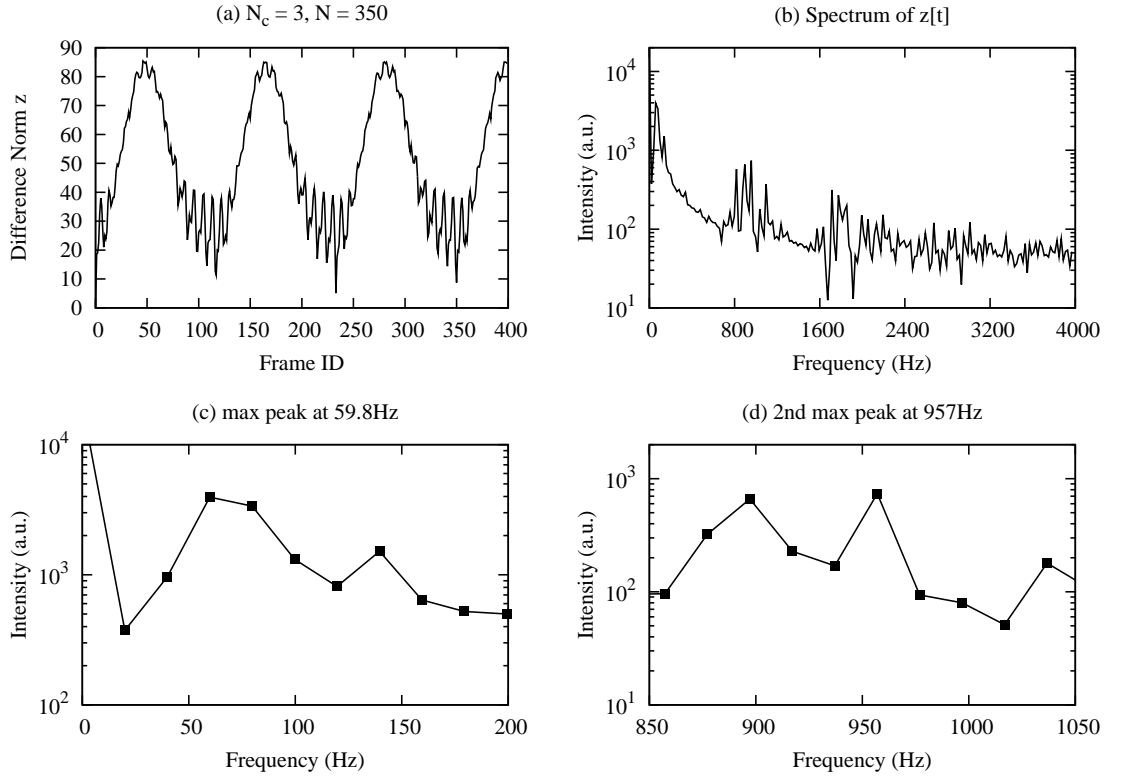 (a) N_c = 3, N = 350
Difference Norm z
90
80
70
60
50
40
30
20
10
0
0 50 100 150 200 250 300 350 400
Frame ID
(b) Spectrum of z[t]
Intensity (a.u.)
10^4
10^3
10^2
10^1
0 800 1600 2400 3200 4000
Frequency (Hz)
(c) max peak at 59.8Hz
Intensity (a.u.)
10^4
10^3
10^2
0 50 100 150 200
Frequency (Hz)
(d) 2nd max peak at 957Hz
Intensity (a.u.)
10^3
10^2
10^1
850 900 950 1000 1050
Frequency (Hz)